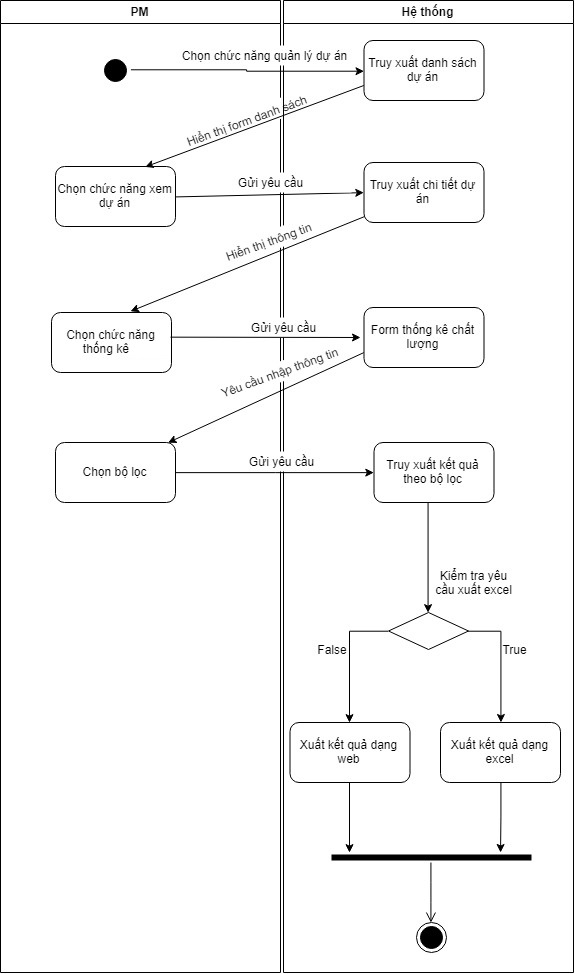 PM
Hệ thống
Chọn chức năng quản lý dự án
Truy xuất danh sách
dự án
Hiển thị form danh sách
Chọn chức năng xem
dự án
Gửi yêu cầu
Truy xuất chi tiết dự
án
Hiển thị thông tin
Chọn chức năng
thống kê
Gửi yêu cầu
Form thống kê chất
lượng
Yêu cầu nhập thông tin
Chọn bộ lọc
Gửi yêu cầu
Truy xuất kết quả
theo bộ lọc
Kiểm tra yêu
cầu xuất excel
False
True
Xuất kết quả dạng
web
Xuất kết quả dạng
excel